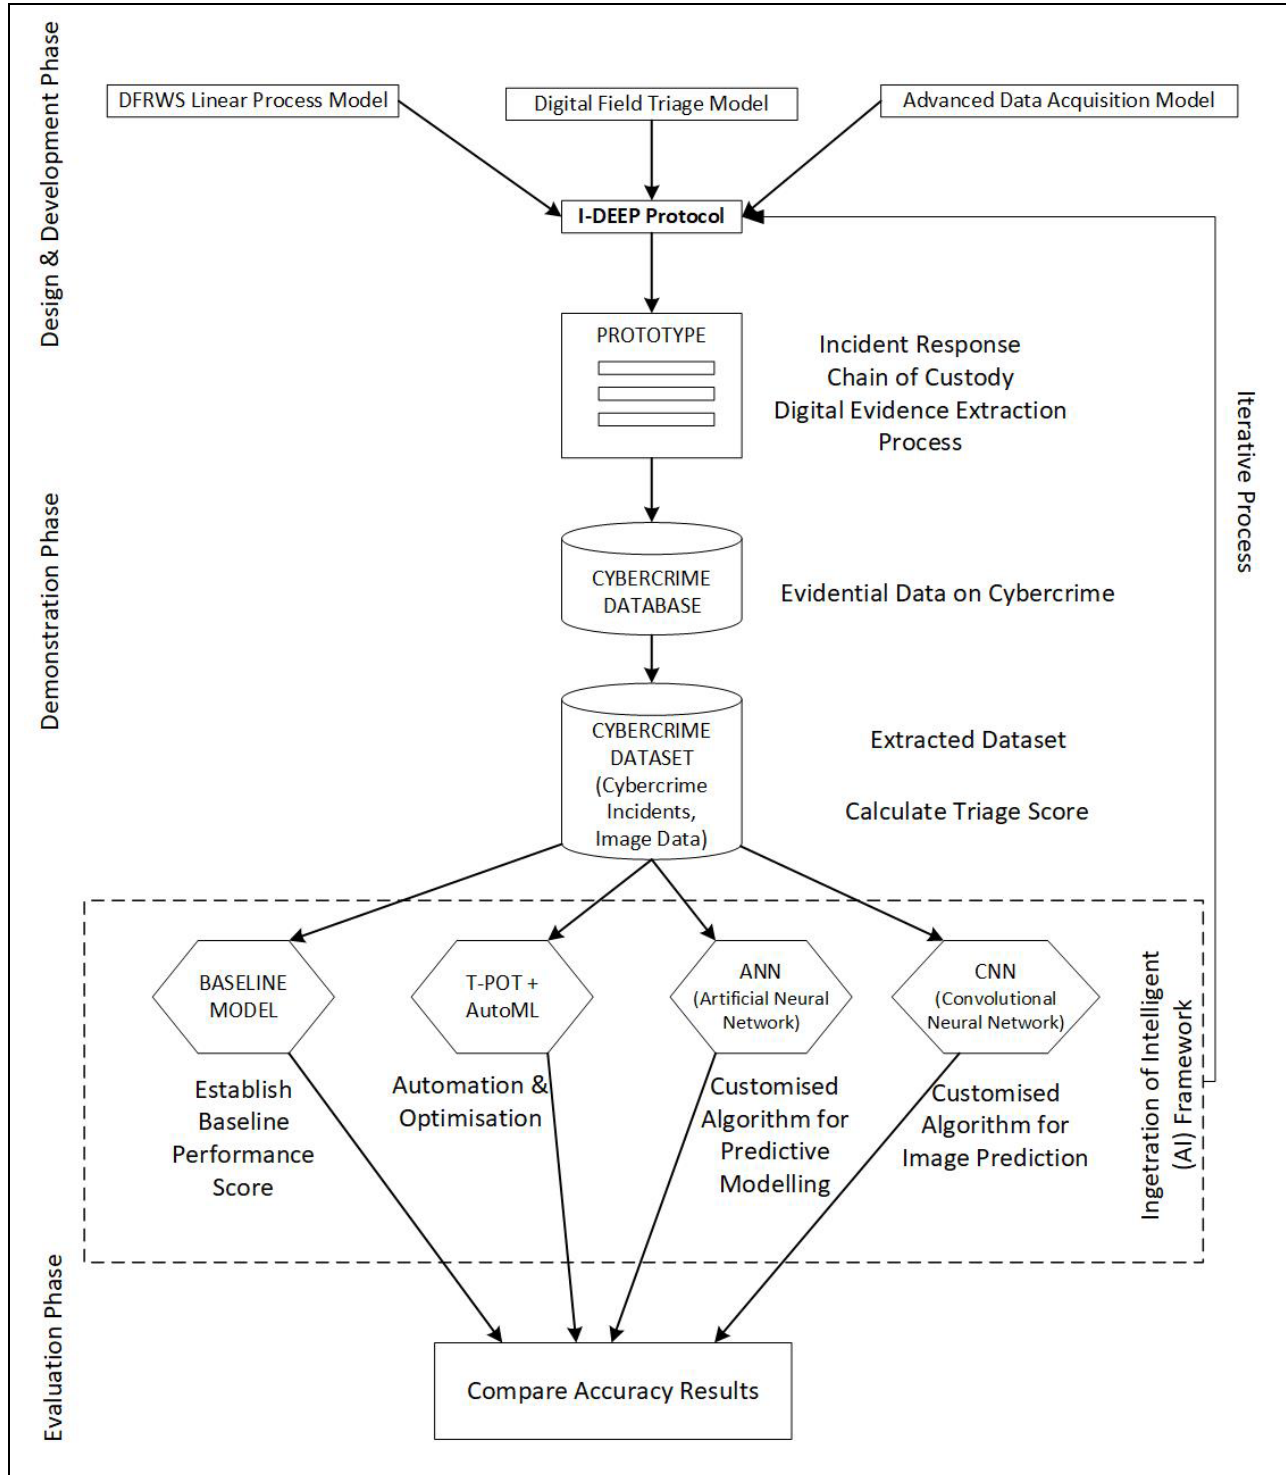 Design & Development Phase
DFRWS Linear Process Model
Digital Field Triage Model
Advanced Data Acquisition Model
I-DEEP Protocol
PROTOTYPE
Incident Response
Chain of Custody
Digital Evidence Extraction
Process
Iterative Process
Demonstration Phase
CYBERCRIME
DATABASE
Evidential Data on Cybercrime
CYBERCRIME
DATASET
(Cybercrime
Incidents,
Image Data)
Extracted Dataset
Calculate Triage Score
BASELINE
MODEL
T-POT +
AutoML
ANN
(Artificial Neural
Network)
CNN
(Convolutional
Neural Network)
Establish
Baseline
Performance
Score
Automation &
Optimisation
Customised
Algorithm for
Predictive
Modelling
Customised
Algorithm for
Image Prediction
Ingetration of Intelligent
(AI) Framework
Evaluation Phase
Compare Accuracy Results